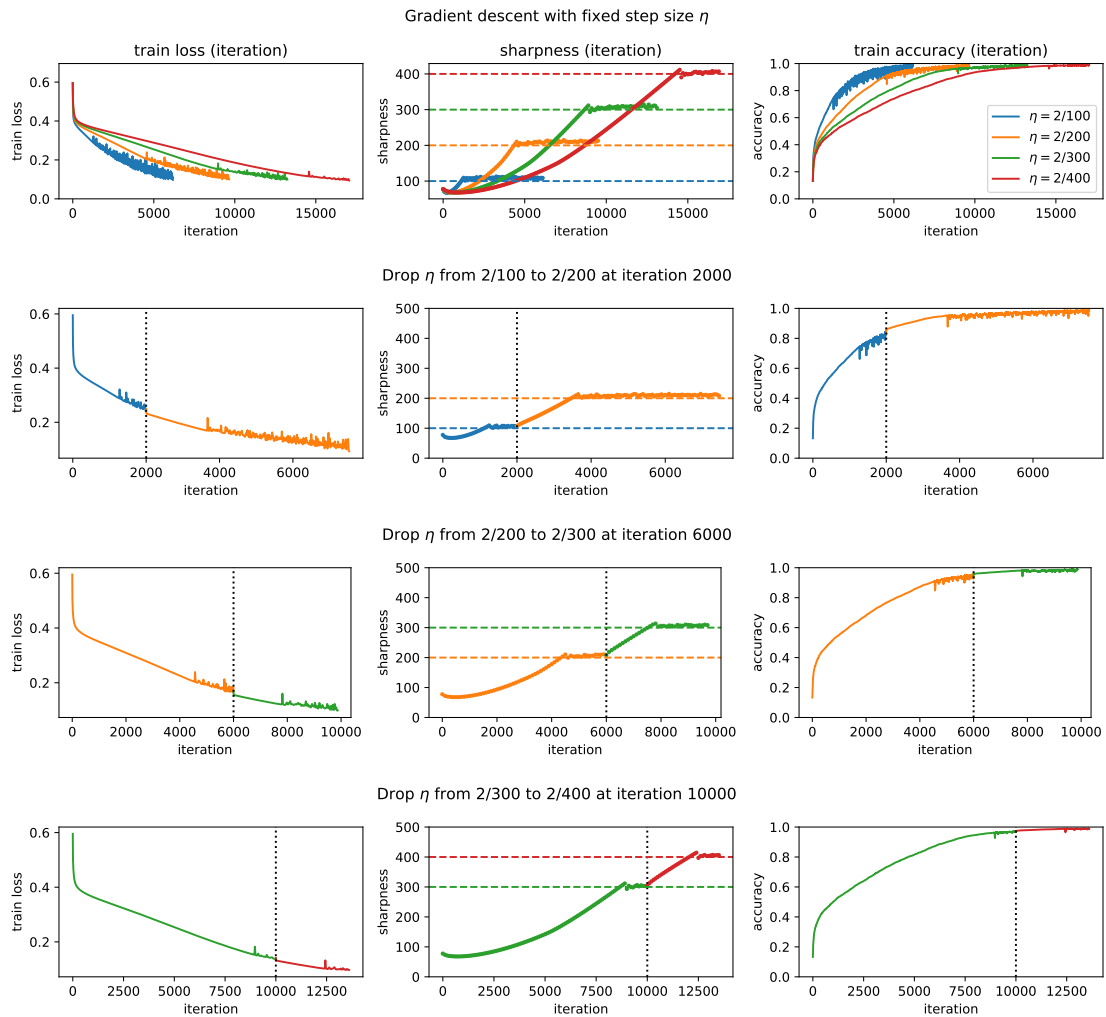 Gradient descent with fixed step size η
train loss (iteration)
sharpness (iteration)
train accuracy (iteration)
train loss
0.6
0.4
0.2
0.0
0 5000 10000 15000
iteration
sharpness
400
300
200
100
0 5000 10000 15000
iteration
accuracy
1.0
0.8
0.6
0.4
0.2
0.0
0 5000 10000 15000
iteration
η = 2/100
η = 2/200
η = 2/300
η = 2/400
Drop η from 2/100 to 2/200 at iteration 2000
train loss
0.6
0.4
0.2
0 2000 4000 6000
iteration
sharpness
500
400
300
200
100
0
0 2000 4000 6000
iteration
accuracy
1.0
0.8
0.6
0.4
0.2
0.0
0 2000 4000 6000
iteration
Drop η from 2/200 to 2/300 at iteration 6000
train loss
0.6
0.4
0.2
0 2000 4000 6000 8000 10000
iteration
sharpness
500
400
300
200
100
0
0 2000 4000 6000 8000 10000
iteration
accuracy
1.0
0.8
0.6
0.4
0.2
0.0
0 2000 4000 6000 8000 10000
iteration
Drop η from 2/300 to 2/400 at iteration 10000
train loss
0.6
0.4
0.2
0 2500 5000 7500 10000 12500
iteration
sharpness
500
400
300
200
100
0
0 2500 5000 7500 10000 12500
iteration
accuracy
1.0
0.8
0.6
0.4
0.2
0.0
0 2500 5000 7500 10000 12500
iteration